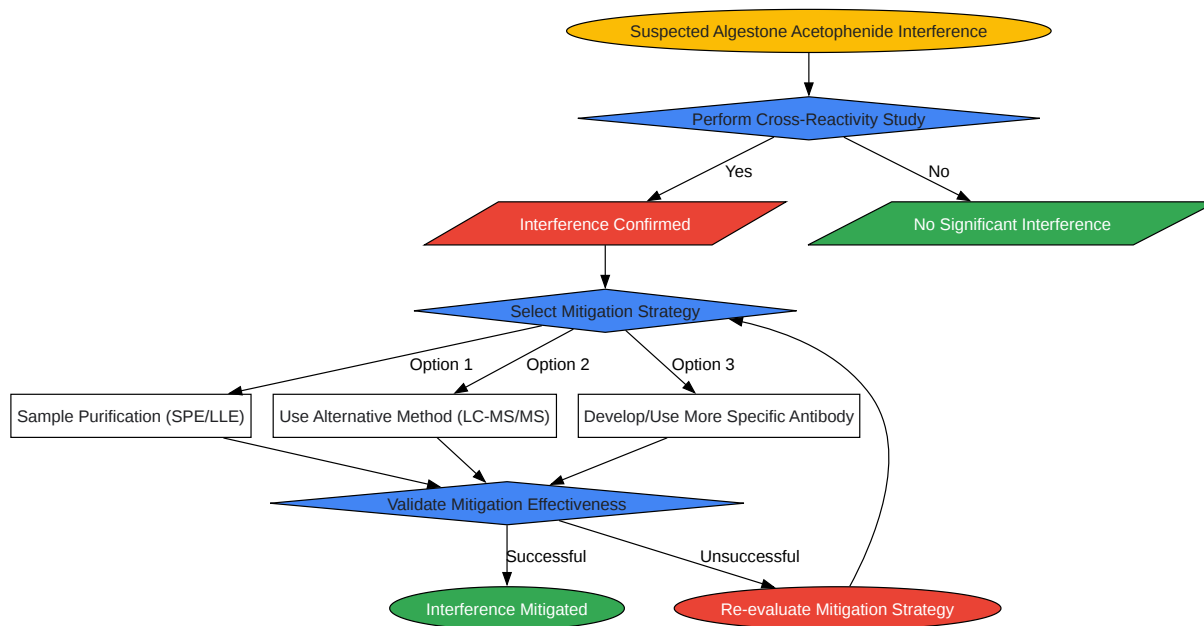 Suspected Algestone Acetophenide Interference
Perform Cross-Reactivity Study
Yes
No
Interference Confirmed
No Significant Interference
Select Mitigation Strategy
Option 1
Option 2
Option 3
Sample Purification (SPE/LLE)
Use Alternative Method (LC-MS/MS)
Develop/Use More Specific Antibody
Validate Mitigation Effectiveness
Successful
Unsuccessful
Interference Mitigated
Re-evaluate Mitigation Strategy